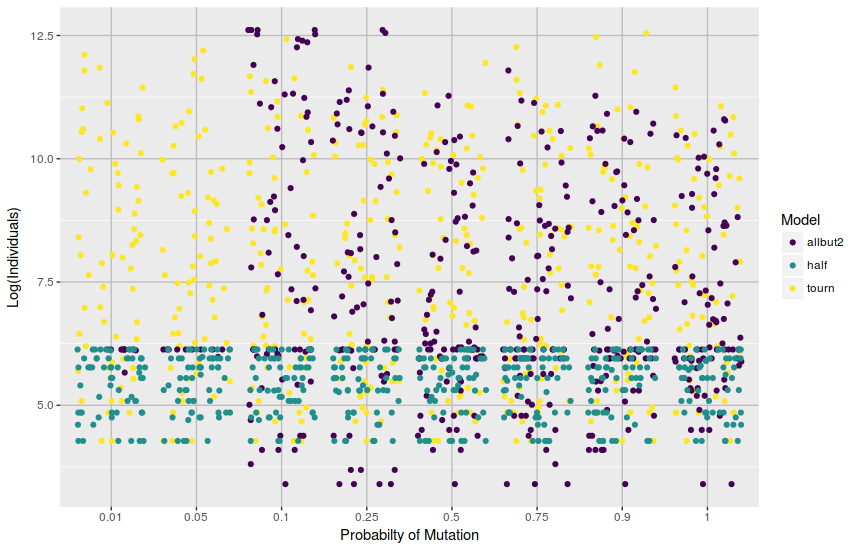 12.5
10.0
7.5
5.0
Log(Individuals)
0.01 0.05 0.1 0.25 0.5 0.75 0.9 1
Probabilty of Mutation
Model
allbut2
half
tourn